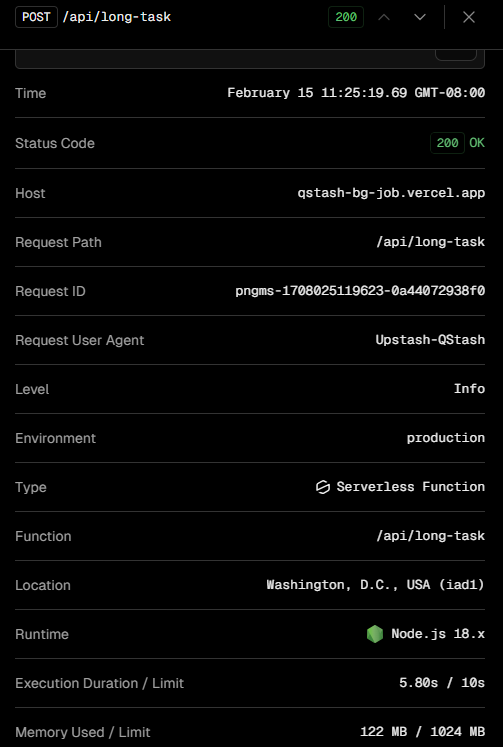 POST /api/long-task 200
Time February 15 11:25:19.69 GMT-08:00
Status Code 200 OK
Host qstash-bg-job.vercel.app
Request Path /api/long-task
Request ID pngms-1708025119623-0a44072938f0
Request User Agent Upstash-QStash
Level Info
Environment production
Type Serverless Function
Function /api/long-task
Location Washington, D.C., USA (iad1)
Runtime Node.js 18.x
Execution Duration / Limit 5.80s / 10s
Memory Used / Limit 122 MB / 1024 MB